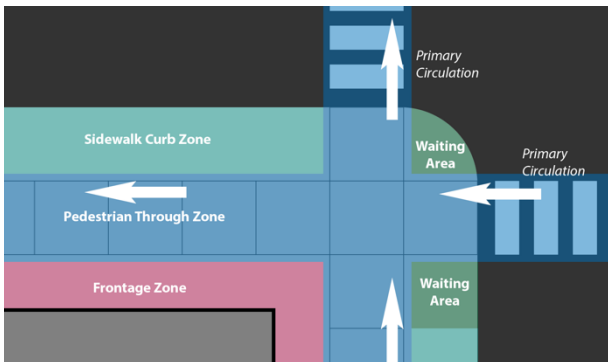 Primary
Circulation
Sidewalk Curb Zone
Waiting
Area
Primary
Circulation
Pedestrian Through Zone
Frontage Zone
Waiting
Area